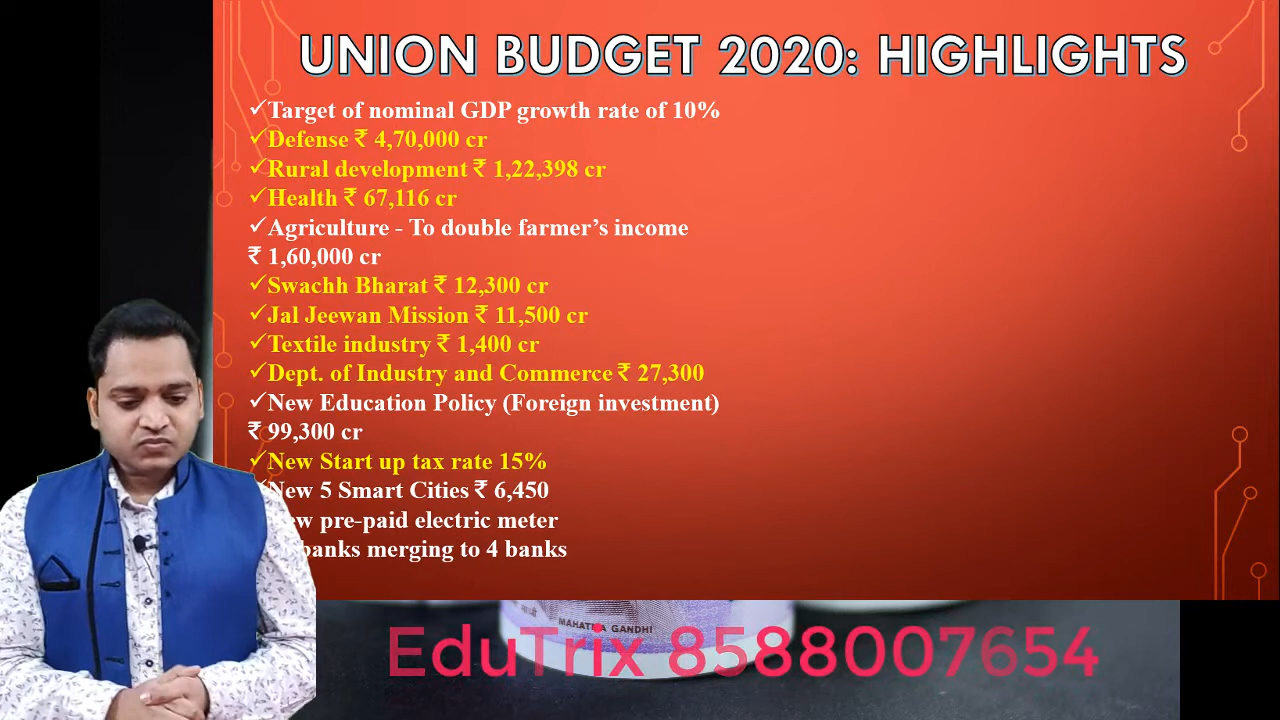 UNION BUDGET 2020: HIGHLIGHTS
✓Target of nominal GDP growth rate of 10%
✓Defense ₹ 4,70,000 cr
✓Rural development ₹ 1,22,398 cr
✓Health ₹ 67,116 cr
✓Agriculture - To double farmer’s income
₹ 1,60,000 cr
✓Swachh Bharat ₹ 12,300 cr
✓Jal Jeewan Mission ₹ 11,500 cr
✓Textile industry ₹ 1,400 cr
✓Dept. of Industry and Commerce ₹ 27,300
✓New Education Policy (Foreign investment)
₹ 99,300 cr
✓New Start up tax rate 15%
New 5 Smart Cities ₹ 6,450
pre-paid electric meter
banks merging to 4 banks
MAHATMA GANDHI
EduTrix 8588007654